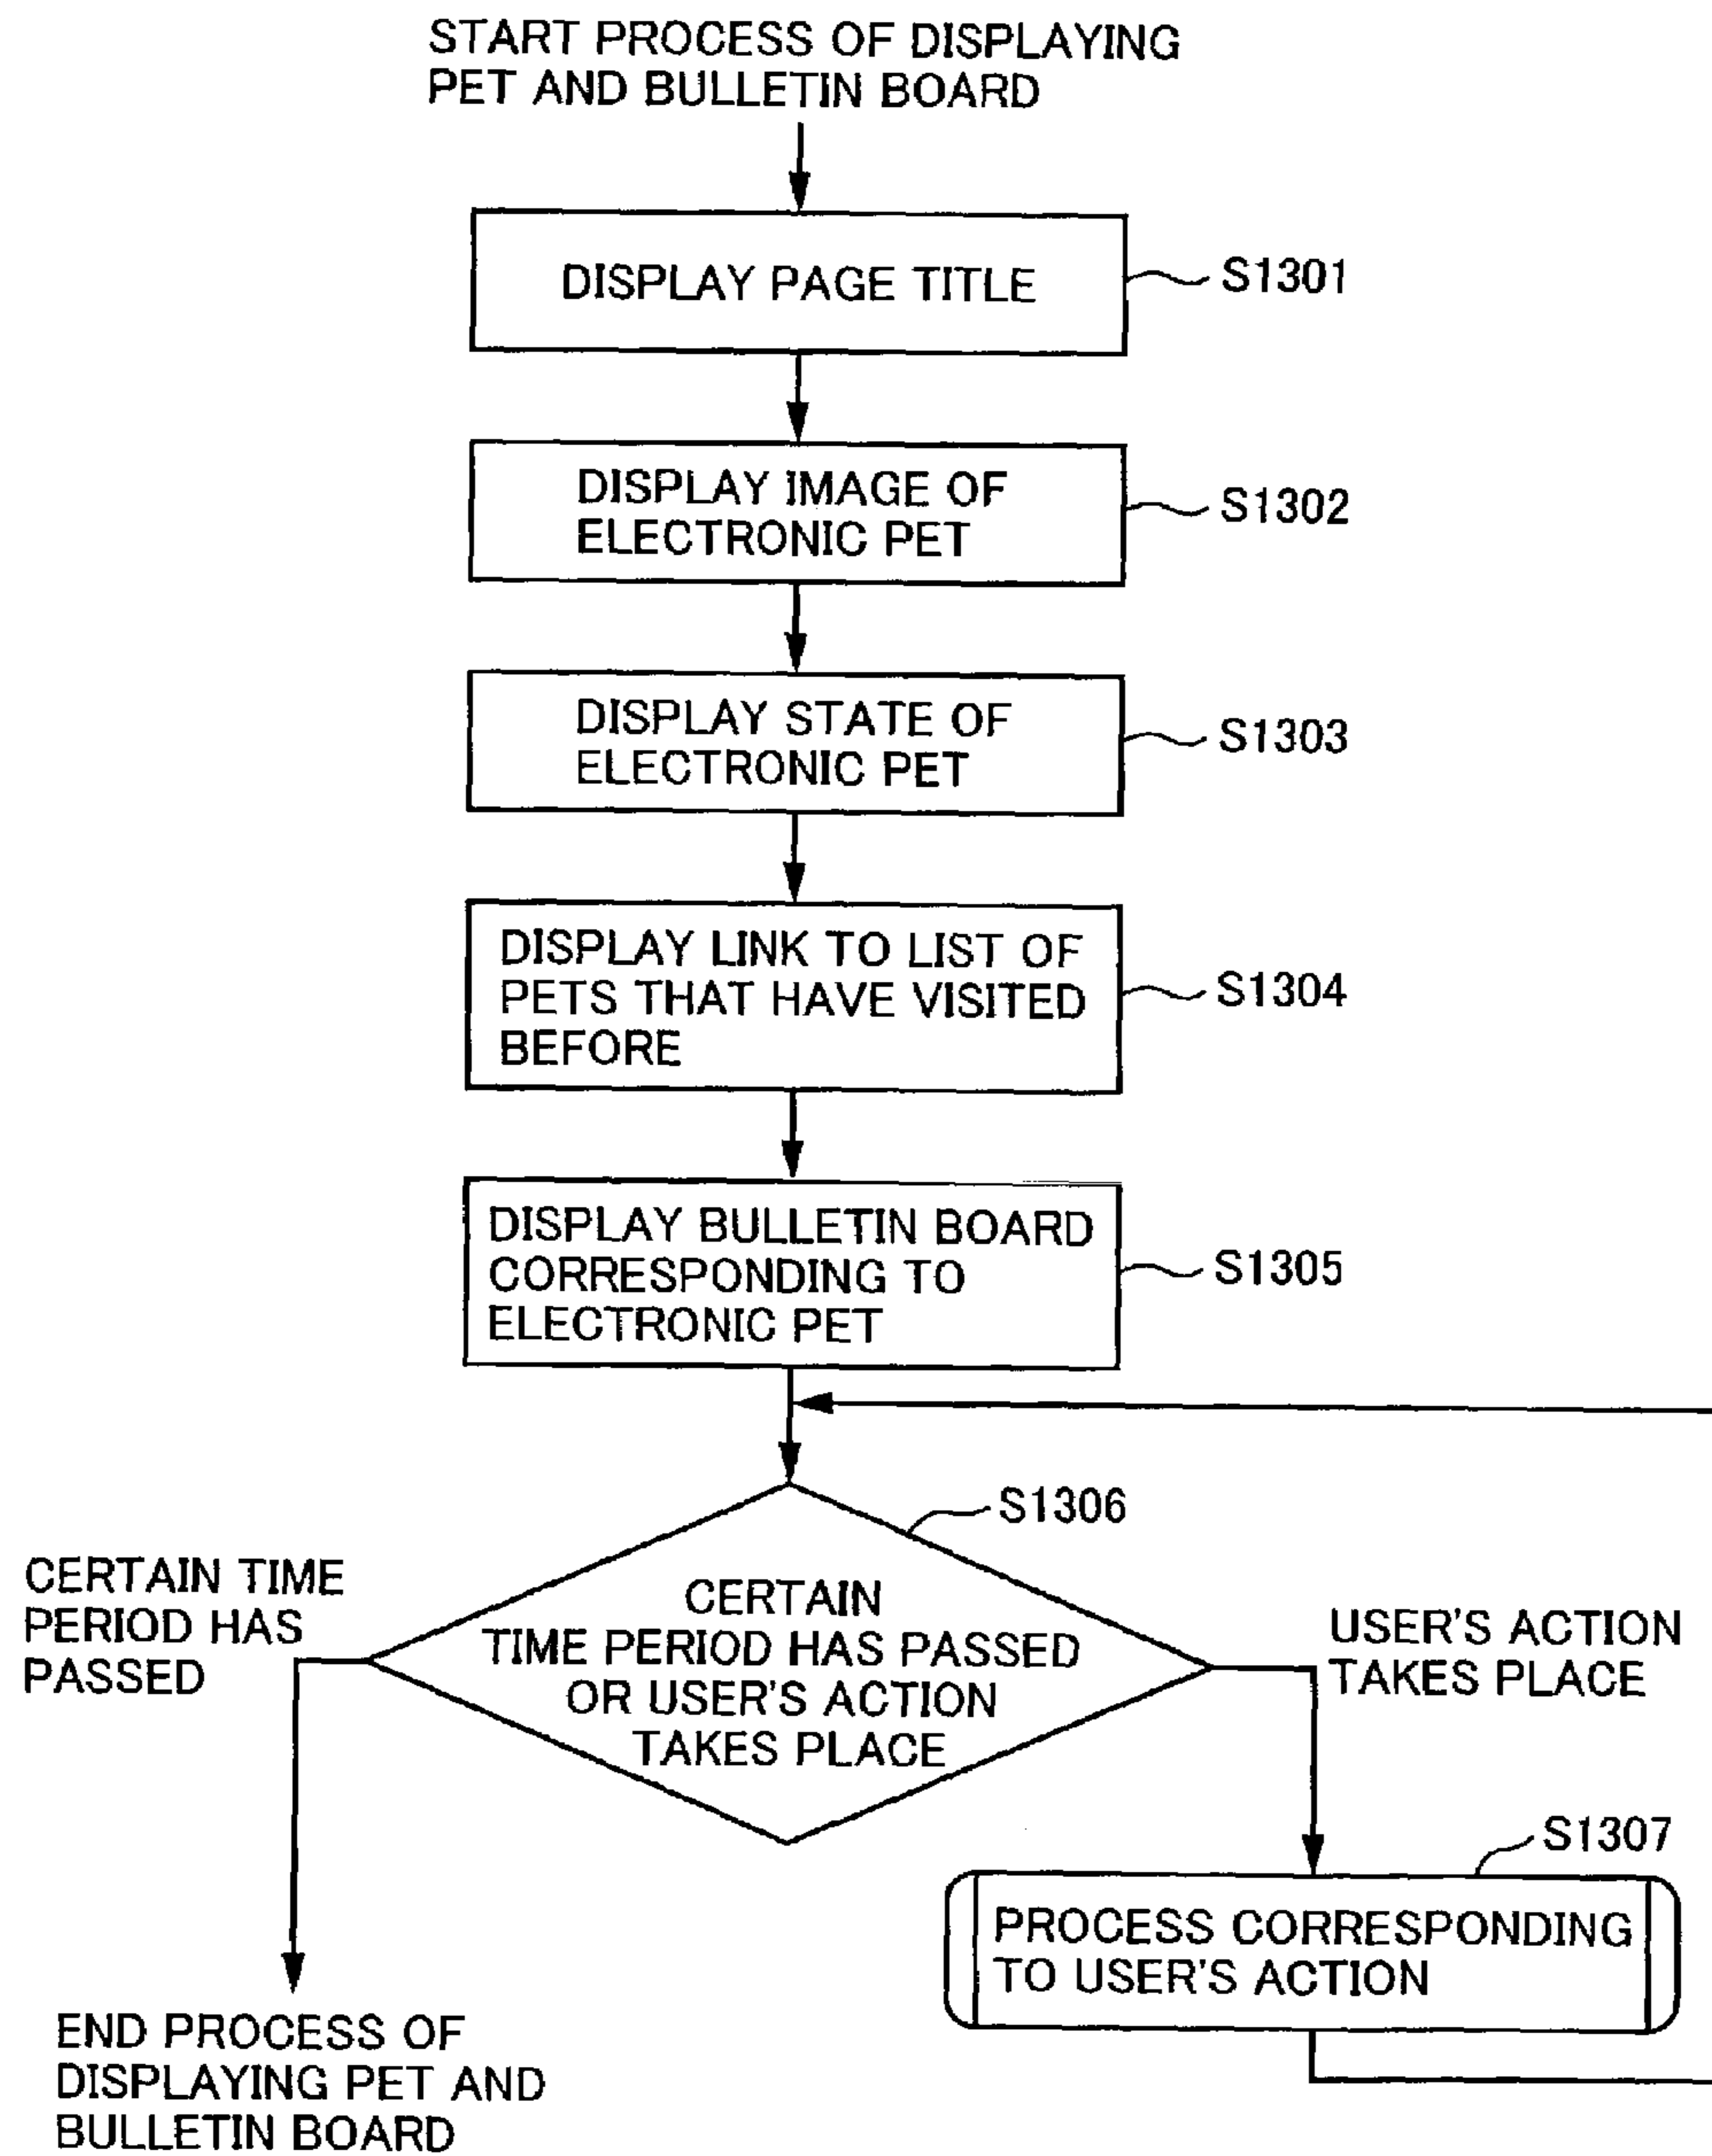 START PROCESS OF DISPLAYING
PET AND BULLETIN BOARD
DISPLAY PAGE TITLE
S1301
DISPLAY IMAGE OF
ELECTRONIC PET
S1302
DISPLAY STATE OF
ELECTRONIC PET
S1303
DISPLAY LINK TO LIST OF
PETS THAT HAVE VISITED
BEFORE
S1304
DISPLAY BULLETIN BOARD
CORRESPONDING TO
ELECTRONIC PET
S1305
S1306
CERTAIN TIME
PERIOD HAS
PASSED
CERTAIN
TIME PERIOD HAS PASSED
OR USER'S ACTION
TAKES PLACE
USER'S ACTION
TAKES PLACE
S1307
PROCESS CORRESPONDING
TO USER'S ACTION
END PROCESS OF
DISPLAYING PET AND
BULLETIN BOARD